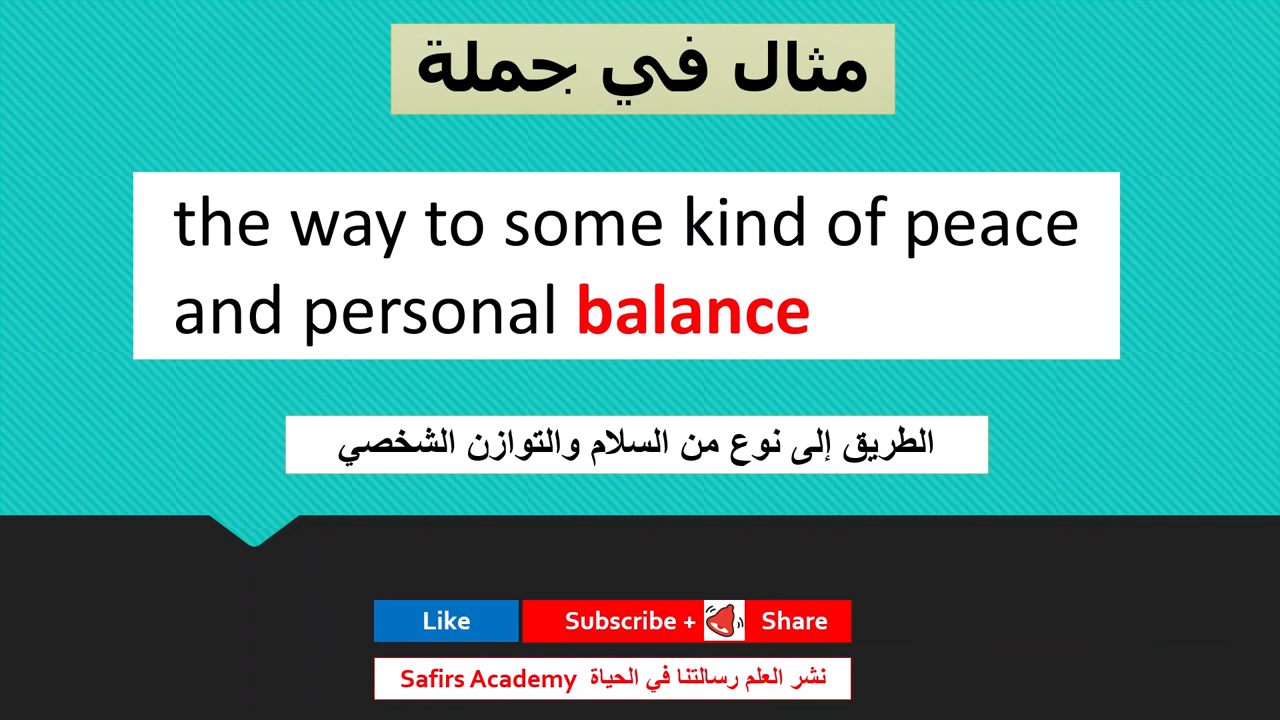 مثال في جملة
the way to some kind of peace
and personal balance
الطريق إلى نوع من السلام والتوازن الشخصي
Like Subscribe + Share
Safirs Academy نشر العلم رسالتنا في الحياة